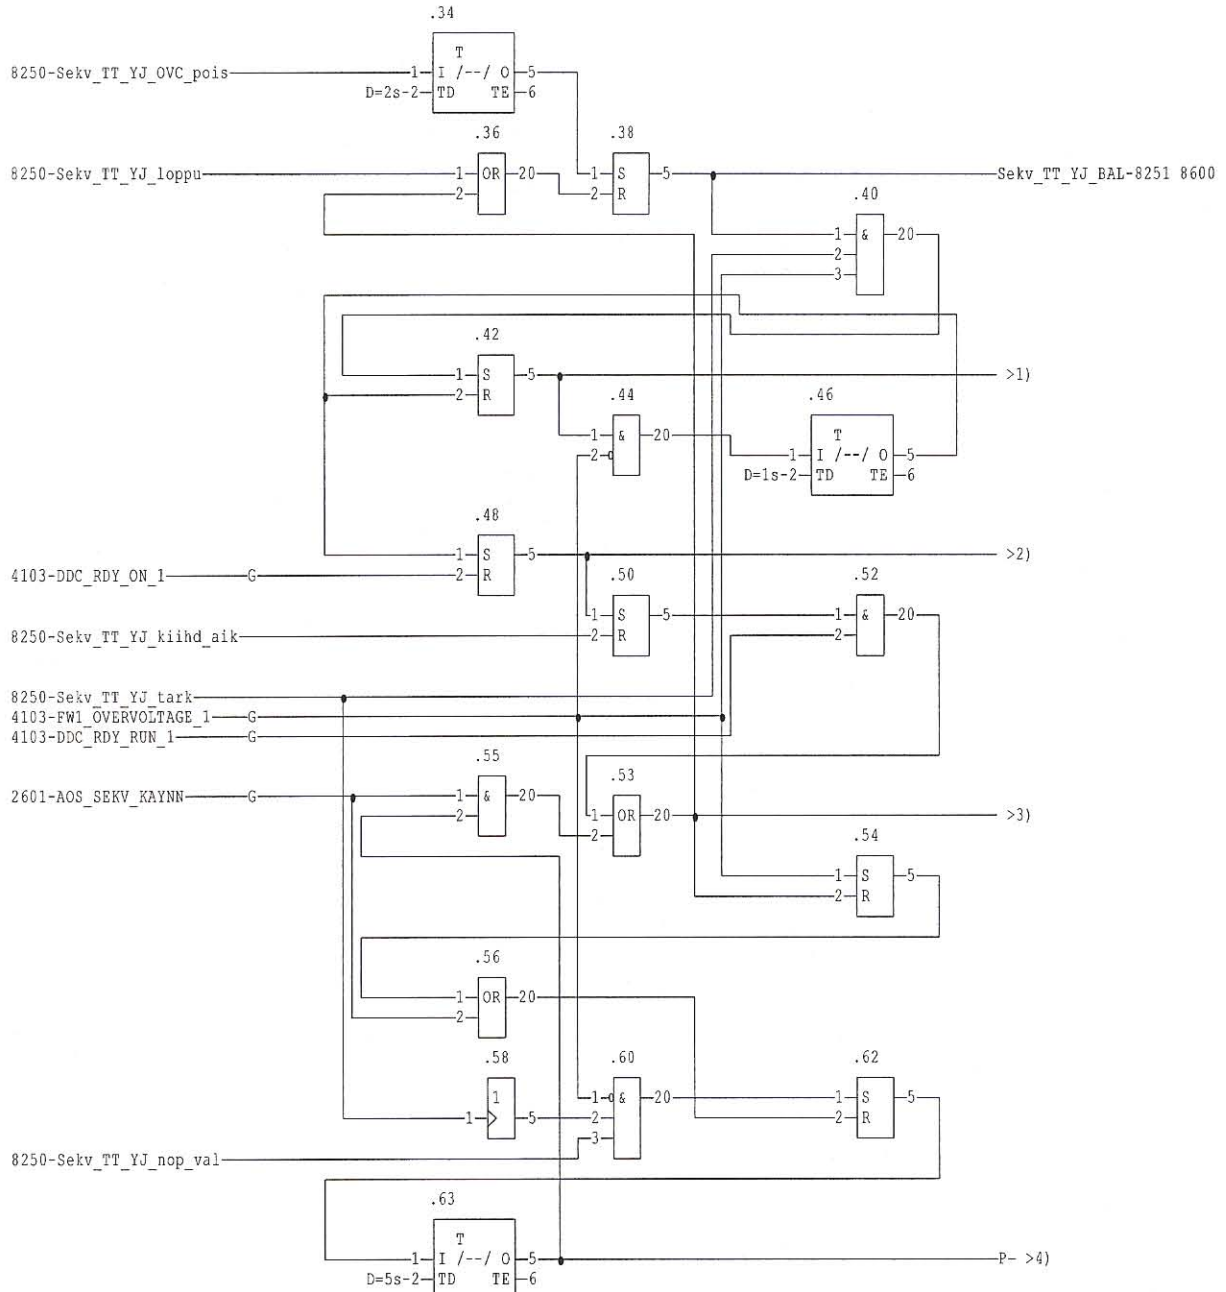 .34
T
8250-Sekv_TT_YJ_OVC_pois 1 I /--/ O 5
D=2s-2 TD TE 6
.36 .38
8250-Sekv_TT_YJ_loppu 1 OR 20 1 S 5 Sekv_TT_YJ_BAL-8251 8600
2 2 R
.40
1 & 20
2
3
.42
1 S 5 >1)
2 R
.44 .46
T
1 & 20 1 I /--/ O 5
2 D=1s-2 TD TE 6
.48
1 S 5 >2)
4103-DDC_RDY_ON_1 G 2 R
.50 .52
1 S 5 1 & 20
8250-Sekv_TT_YJ_kiihd_aik 2 R 2
8250-Sekv_TT_YJ_tark
4103-FW1_OVERVOLTAGE_1 G
4103-DDC_RDY_RUN_1 G
.55 .53
2601-AOS_SEKV_KAYNN G 1 & 20
2 1 OR 20 >3)
2
.54
1 S 5
2 R
.56
1 OR 20
2
.58 .60 .62
1
1 & 20 1 S 5
1 5 2 2 R
3
8250-Sekv_TT_YJ_nop_val
.63
T
1 I /--/ O 5 P- >4)
D=5s-2 TD TE 6